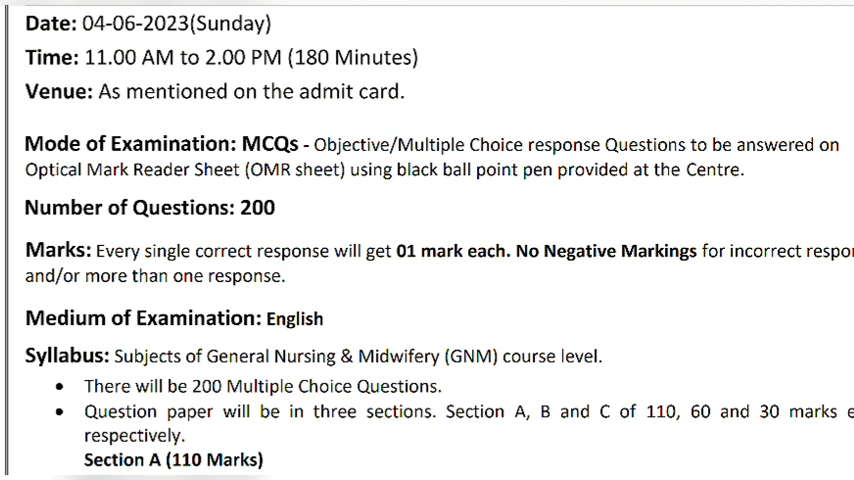 Date: 04-06-2023(Sunday)
Time: 11.00 AM to 2.00 PM (180 Minutes)
Venue: As mentioned on the admit card.
Mode of Examination: MCQs - Objective/Multiple Choice response Questions to be answered on
Optical Mark Reader Sheet (OMR sheet) using black ball point pen provided at the Centre.
Number of Questions: 200
Marks: Every single correct response will get 01 mark each. No Negative Markings for incorrect
and/or more than one response.
Medium of Examination: English
Syllabus: Subjects of General Nursing & Midwifery (GNM) course level.
• There will be 200 Multiple Choice Questions.
• Question paper will be in three sections. Section A, B and C of 110, 60 and 30 marks
respectively.
Section A (110 Marks)